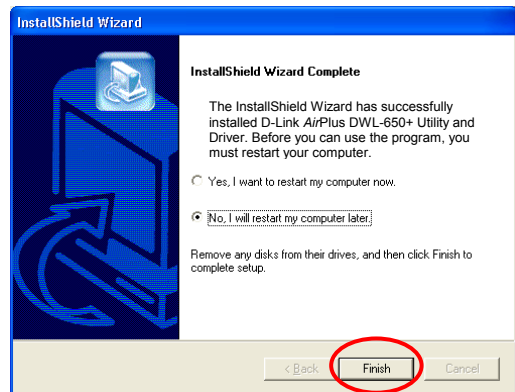 InstallShield Wizard
InstallShield Wizard Complete
The InstallShield Wizard has successfully
installed D-Link AirPlus DWL-650+ Utility and
Driver. Before you can use the program, you
must restart your computer.
Yes, I want to restart my computer now.
No, I will restart my computer later.
Remove any disks from their drives, and then click Finish to
complete setup.
< Back Finish Cancel